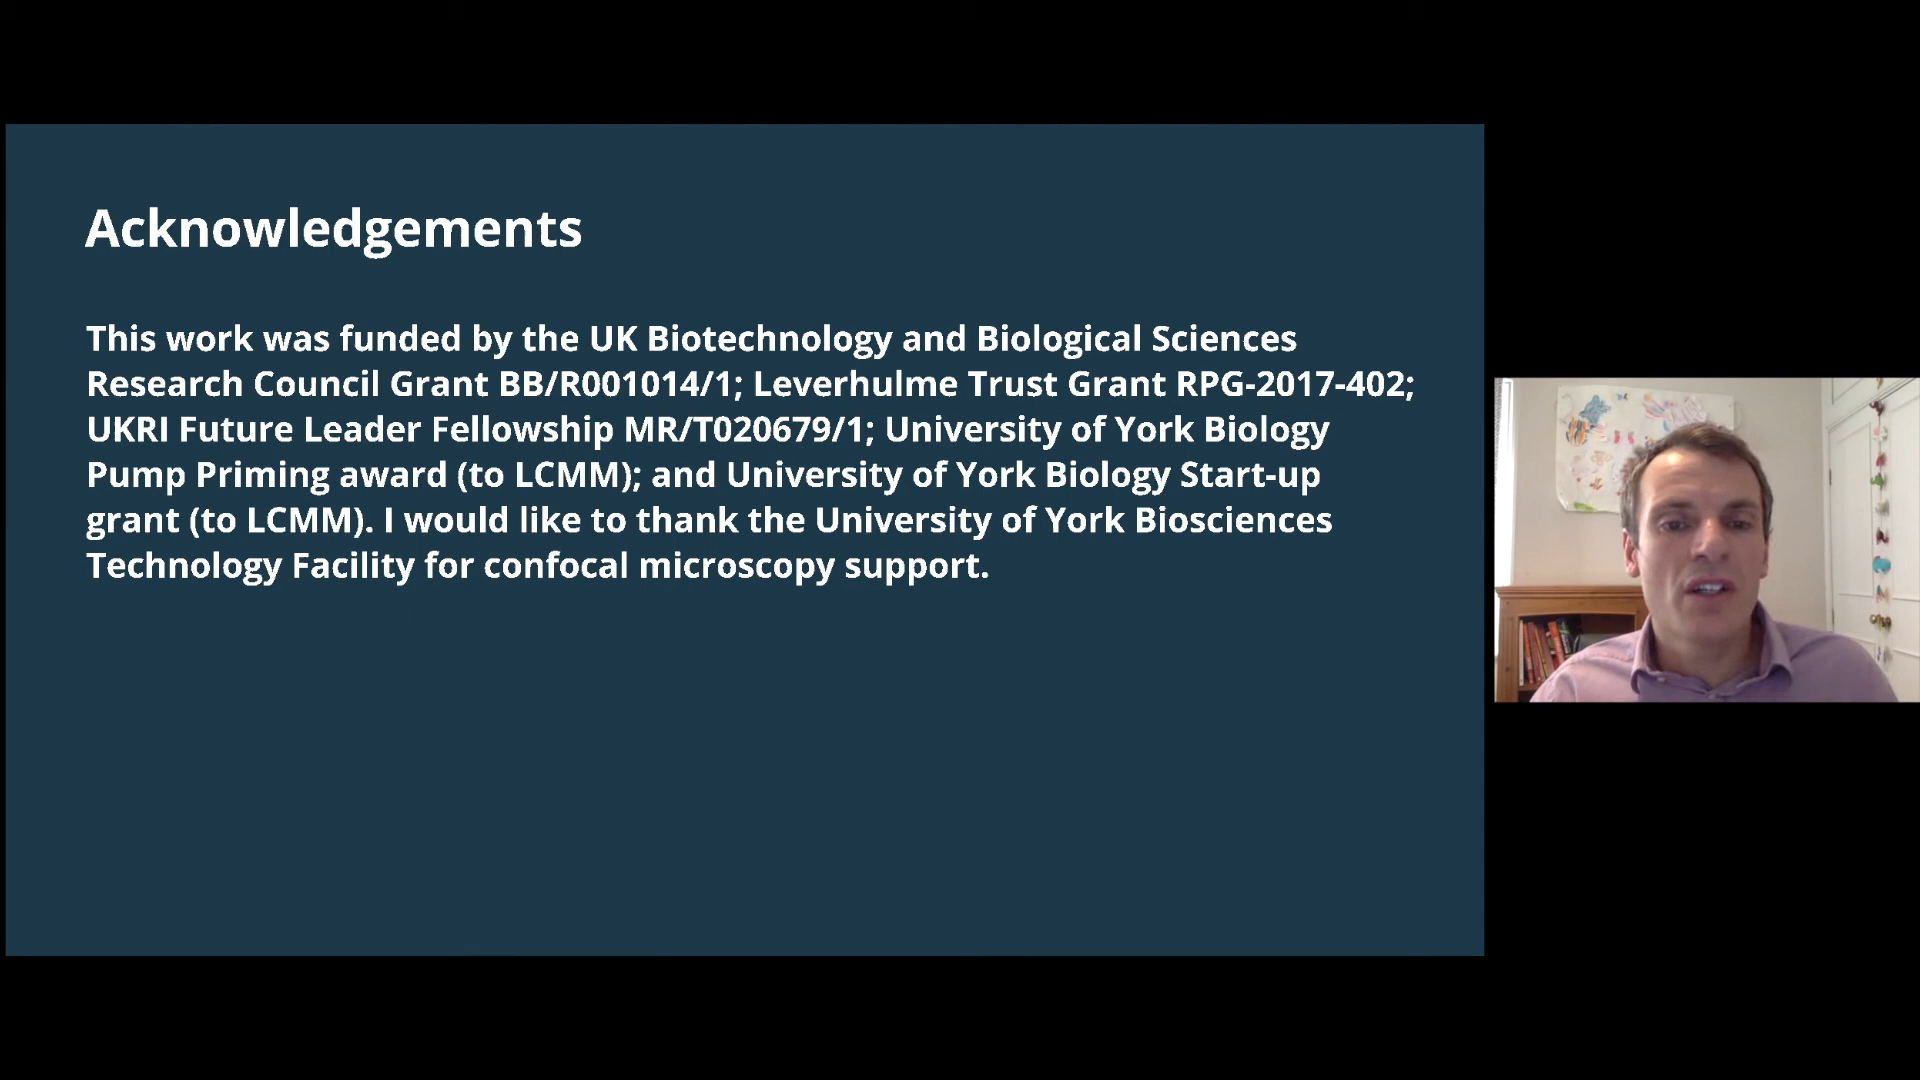 Acknowledgements
This work was funded by the UK Biotechnology and Biological Sciences
Research Council Grant BB/R001014/1; Leverhulme Trust Grant RPG-2017-402;
UKRI Future Leader Fellowship MR/T020679/1; University of York Biology
Pump Priming award (to LCMM); and University of York Biology Start-up
grant (to LCMM). I would like to thank the University of York Biosciences
Technology Facility for confocal microscopy support.